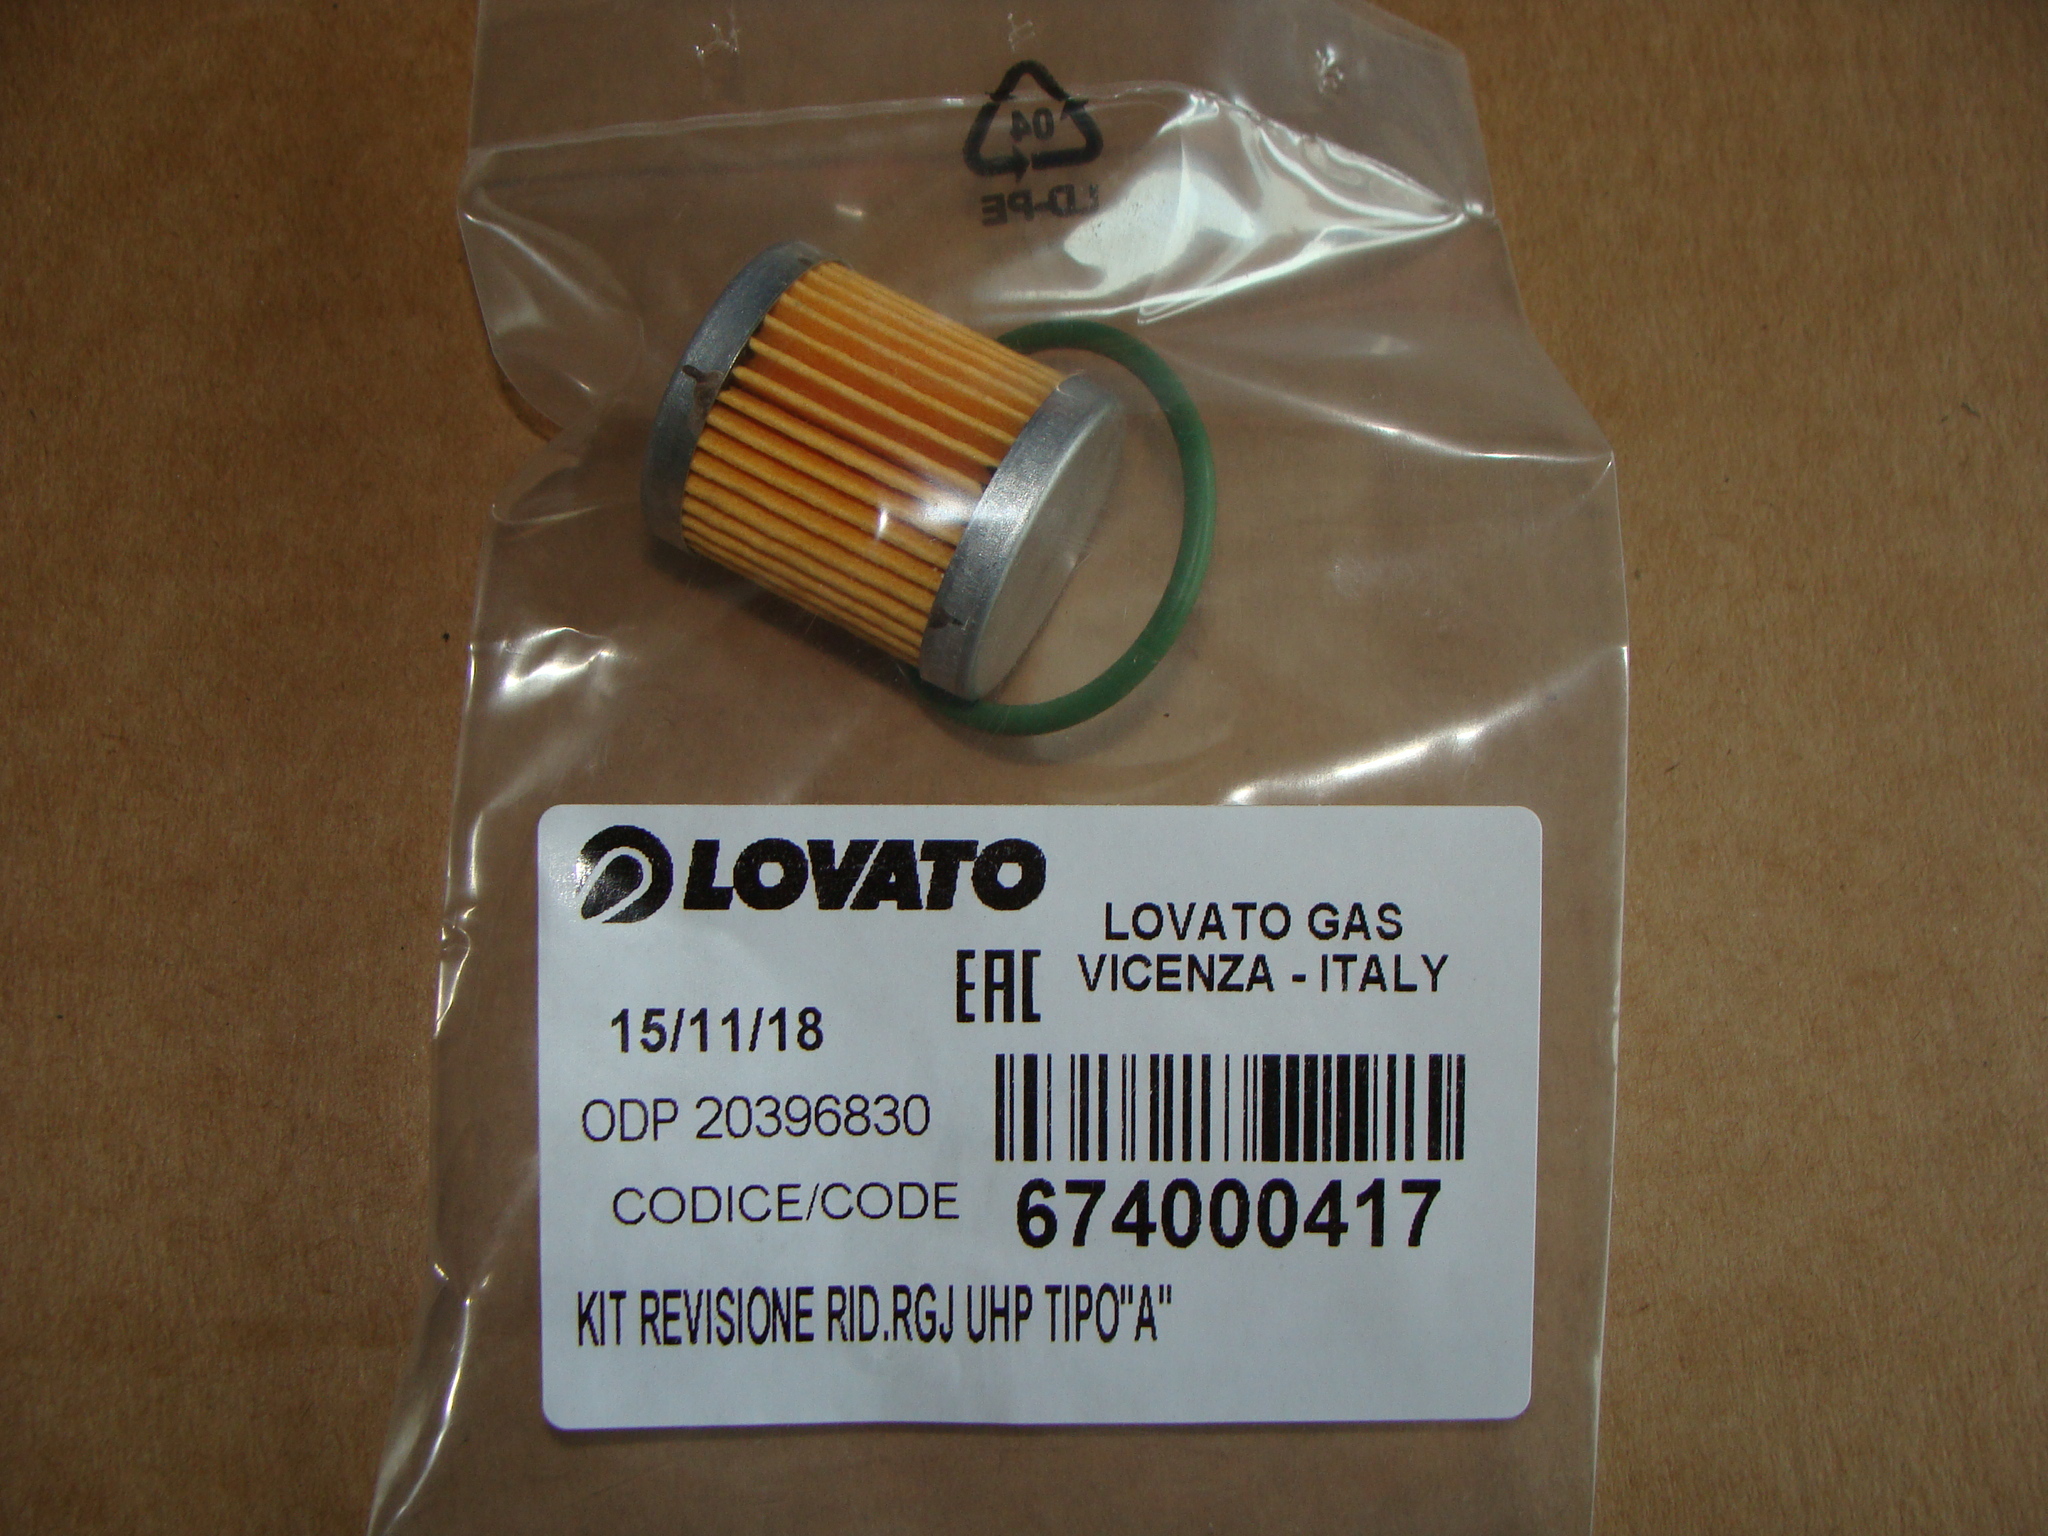 04
LD-PE
LOVATO
LOVATO GAS
EAC VICENZA - ITALY
15/11/18
ODP 20396830
CODICE/CODE 674000417
KIT REVISIONE RID.RGJ UHP TIPO"A"